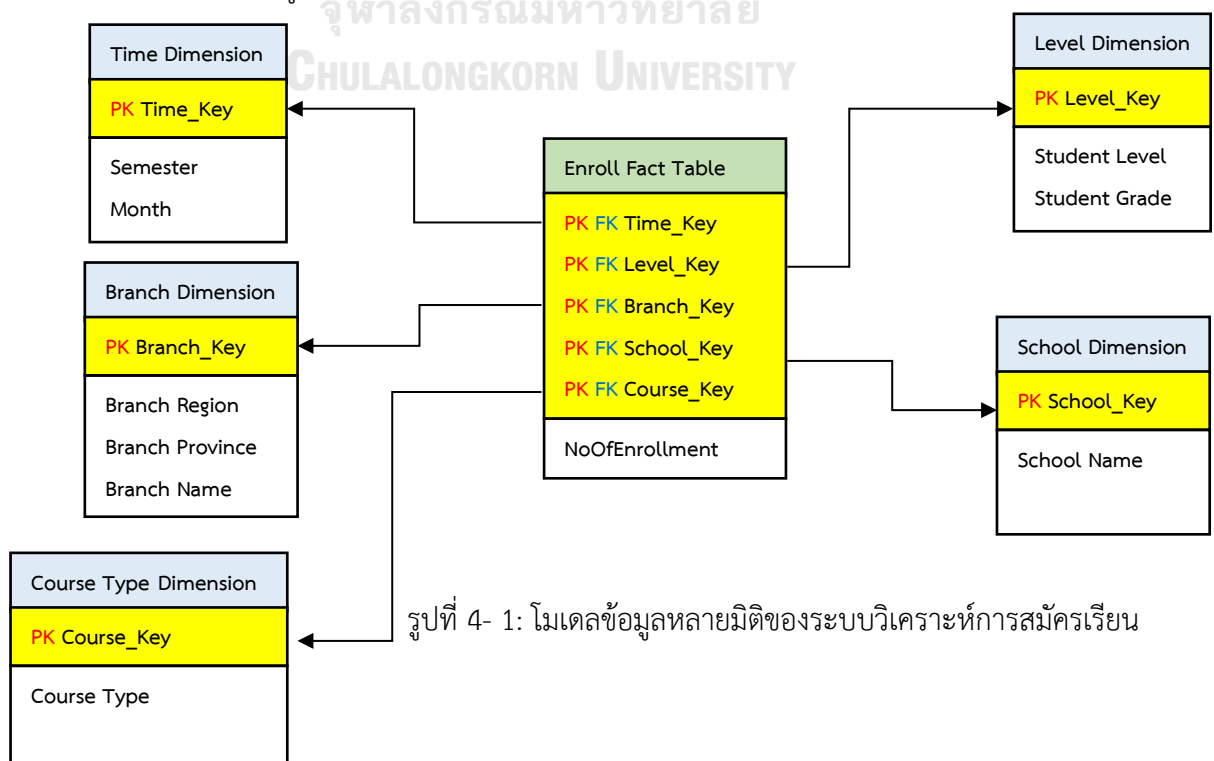 จุฬาลงกรณ์มหาวิทยาลัย
CHULALONGKORN UNIVERSITY
Time Dimension
PK Time_Key
Semester
Month
Level Dimension
PK Level_Key
Student Level
Student Grade
Enroll Fact Table
PK FK Time_Key
PK FK Level_Key
PK FK Branch_Key
PK FK School_Key
PK FK Course_Key
NoOfEnrollment
Branch Dimension
PK Branch_Key
Branch Region
Branch Province
Branch Name
School Dimension
PK School_Key
School Name
Course Type Dimension
PK Course_Key
Course Type
รูปที่ 4- 1: โมเดลข้อมูลหลายมิติของระบบวิเคราะห์การสมัครเรียน